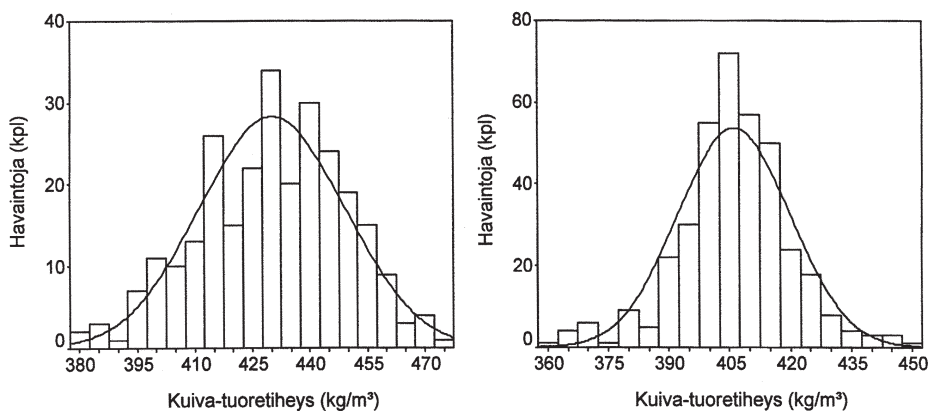 40
30
20
10
0
Havaintoja (kpl)
380 395 410 425 440 455 470
Kuiva-tuoretiheys (kg/m³)
80
60
40
20
0
Havaintoja (kpl)
360 375 390 405 420 435 450
Kuiva-tuoretiheys (kg/m³)